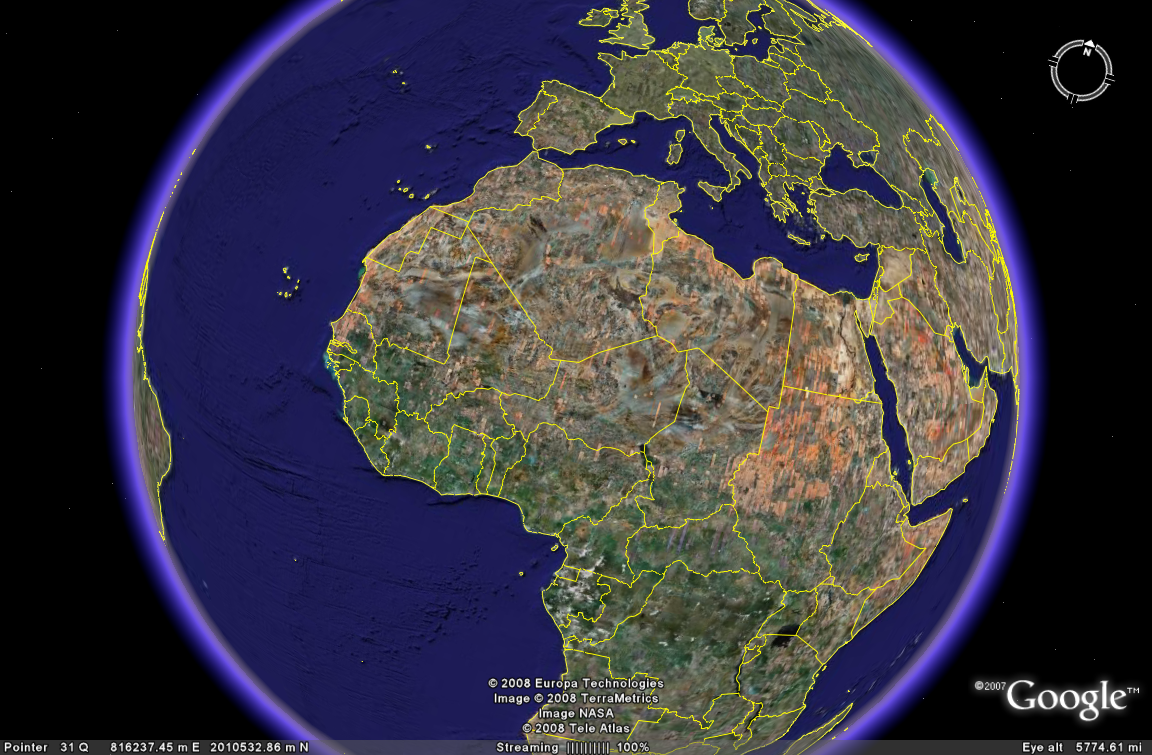 N
© 2008 Europa Technologies
Image © 2008 TerraMetrics
Image NASA
© 2008 Tele Atlas
©2007 Google™
Pointer 31 Q 816237.45 m E 2010532.86 m N Streaming |||||||||| 100% Eye alt 5774.61 mi